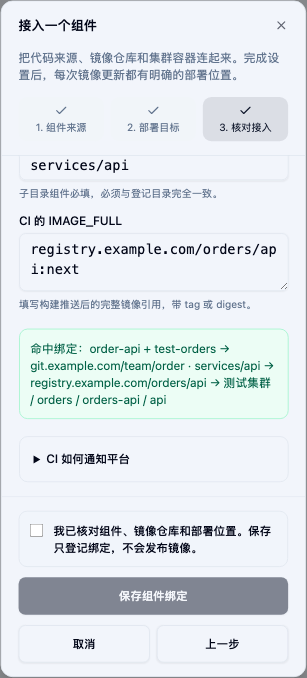 接入一个组件
把代码来源、镜像仓库和集群容器连起来。完成设
置后，每次镜像更新都有明确的部署位置。
1. 组件来源
2. 部署目标
3. 核对接入
services/api
子目录组件必填，必须与登记目录完全一致。
CI 的 IMAGE_FULL
registry.example.com/orders/ap
i:next
填写构建推送后的完整镜像引用，带 tag 或 digest。
命中绑定：order-api + test-orders →
git.example.com/team/order · services/api →
registry.example.com/orders/api → 测试集群
/ orders / orders-api / api
▶ CI 如何通知平台
我已核对组件、镜像仓库和部署位置。保存
只登记绑定，不会发布镜像。
保存组件绑定
取消
上一步